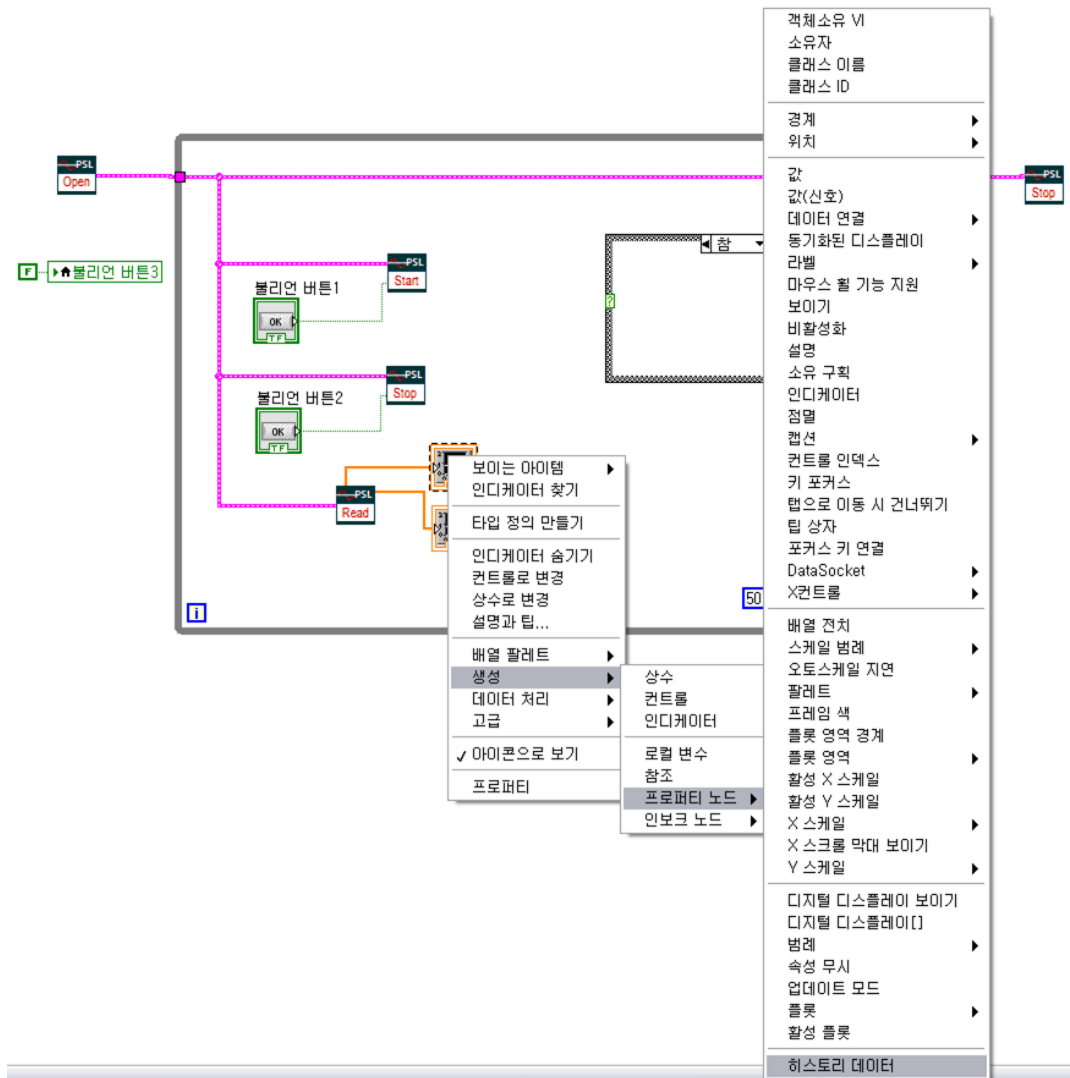 PSL
Open
F
불리언 버튼3
불리언 버튼1
OK
TF
PSL
Start
불리언 버튼2
OK
TF
PSL
Stop
PSL
Read
i
참
?
50
PSL
Stop
보이는 아이템
인디케이터 찾기
타입 정의 만들기
인디케이터 숨기기
컨트롤로 변경
상수로 변경
설명과 팁...
배열 팔레트
생성
데이터 처리
고급
✓ 아이콘으로 보기
프로퍼티
상수
컨트롤
인디케이터
로컬 변수
참조
프로퍼티 노드
인보크 노드
객체소유 VI
소유자
클래스 이름
클래스 ID
경계
위치
값
값(신호)
데이터 연결
동기화된 디스플레이
라벨
마우스 휠 기능 지원
보이기
비활성화
설명
소유 구획
인디케이터
점멸
캡션
컨트롤 인덱스
키 포커스
탭으로 이동 시 건너뛰기
팁 상자
포커스 키 연결
DataSocket
X컨트롤
배열 전치
스케일 범례
오토스케일 지연
팔레트
프레임 색
플롯 영역 경계
플롯 영역
활성 X 스케일
활성 Y 스케일
X 스케일
X 스크롤 막대 보이기
Y 스케일
디지털 디스플레이 보이기
디지털 디스플레이[]
범례
속성 무시
업데이트 모드
플롯
활성 플롯
히스토리 데이터